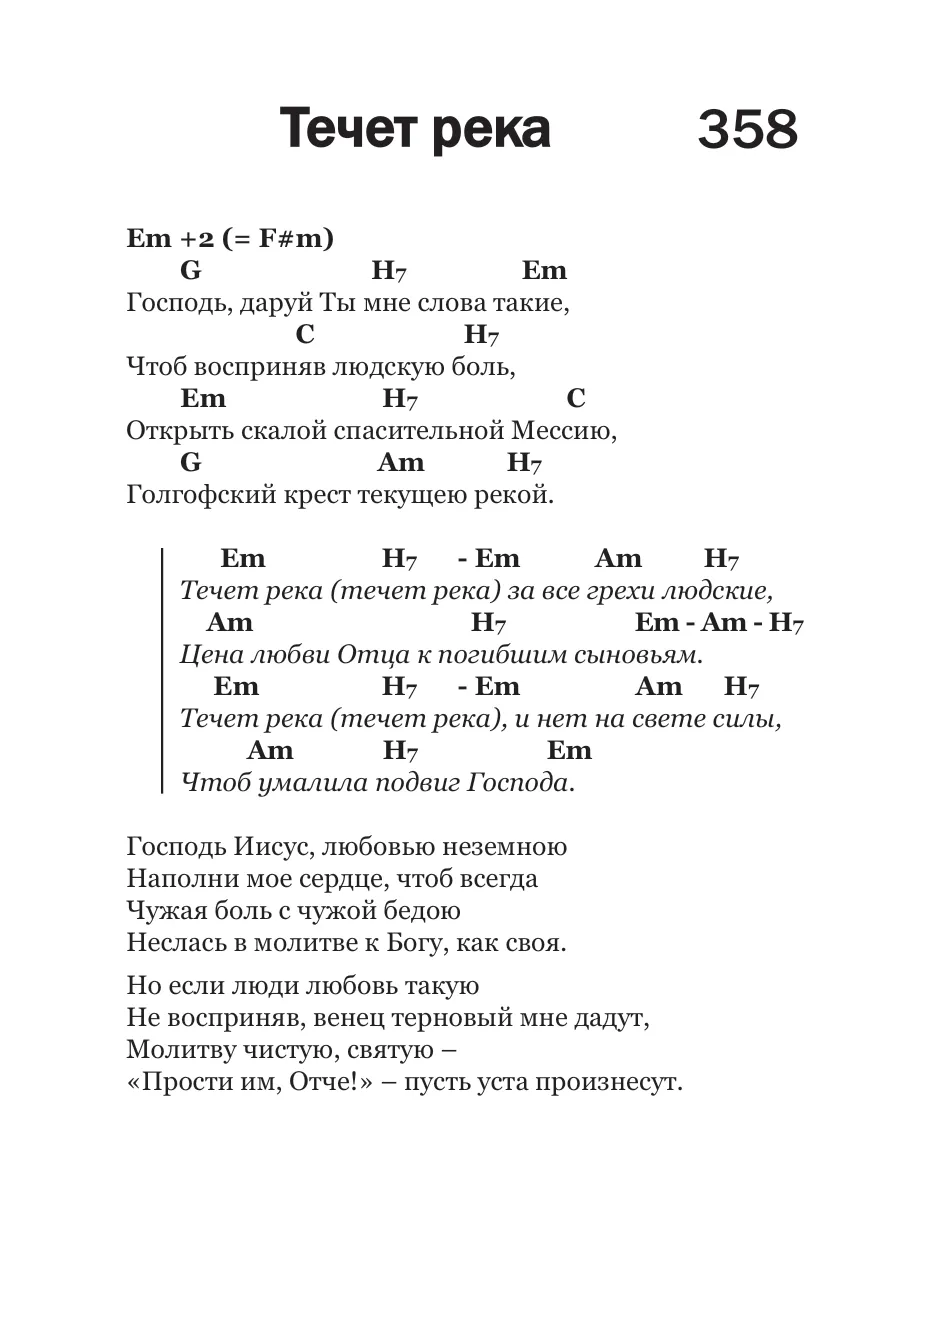 Течет река 358
Em +2 (= F#m)
G H7 Em
Господь, даруй Ты мне слова такие,
C H7
Чтоб восприняв людскую боль,
Em H7 C
Открыть скалой спасительной Мессию,
G Am H7
Голгофский крест текущею рекой.
Em H7 - Em Am H7
Течет река (течет река) за все грехи людские,
Am H7 Em - Am - H7
Цена любви Отца к погибшим сыновьям.
Em H7 - Em Am H7
Течет река (течет река), и нет на свете силы,
Am H7 Em
Чтоб умалила подвиг Господа.
Господь Иисус, любовью неземною
Наполни мое сердце, чтоб всегда
Чужая боль с чужой бедою
Неслась в молитве к Богу, как своя.
Но если люди любовь такую
Не восприняв, венец терновый мне дадут,
Молитву чистую, святую –
«Прости им, Отче!» – пусть уста произнесут.